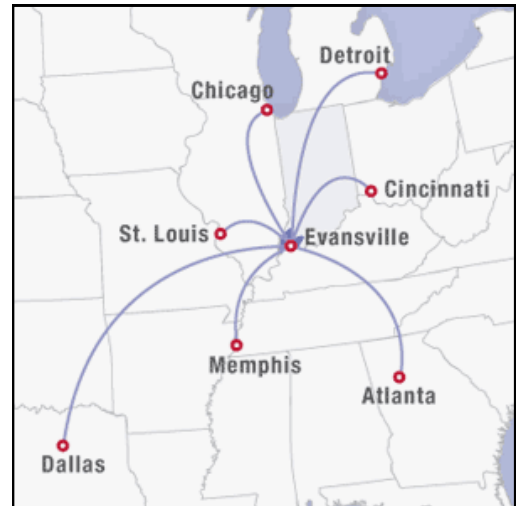 Detroit
Chicago
Cincinnati
St. Louis
Evansville
Memphis
Atlanta
Dallas